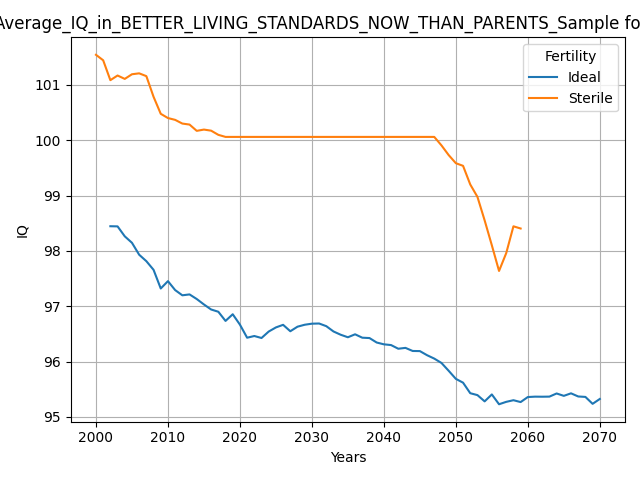 Average_IQ_in_BETTER_LIVING_STANDARDS_NOW_THAN_PARENTS_Sample fo
Fertility
Ideal
Sterile
101
100
99
98
97
96
95
IQ
2000 2010 2020 2030 2040 2050 2060 2070
Years